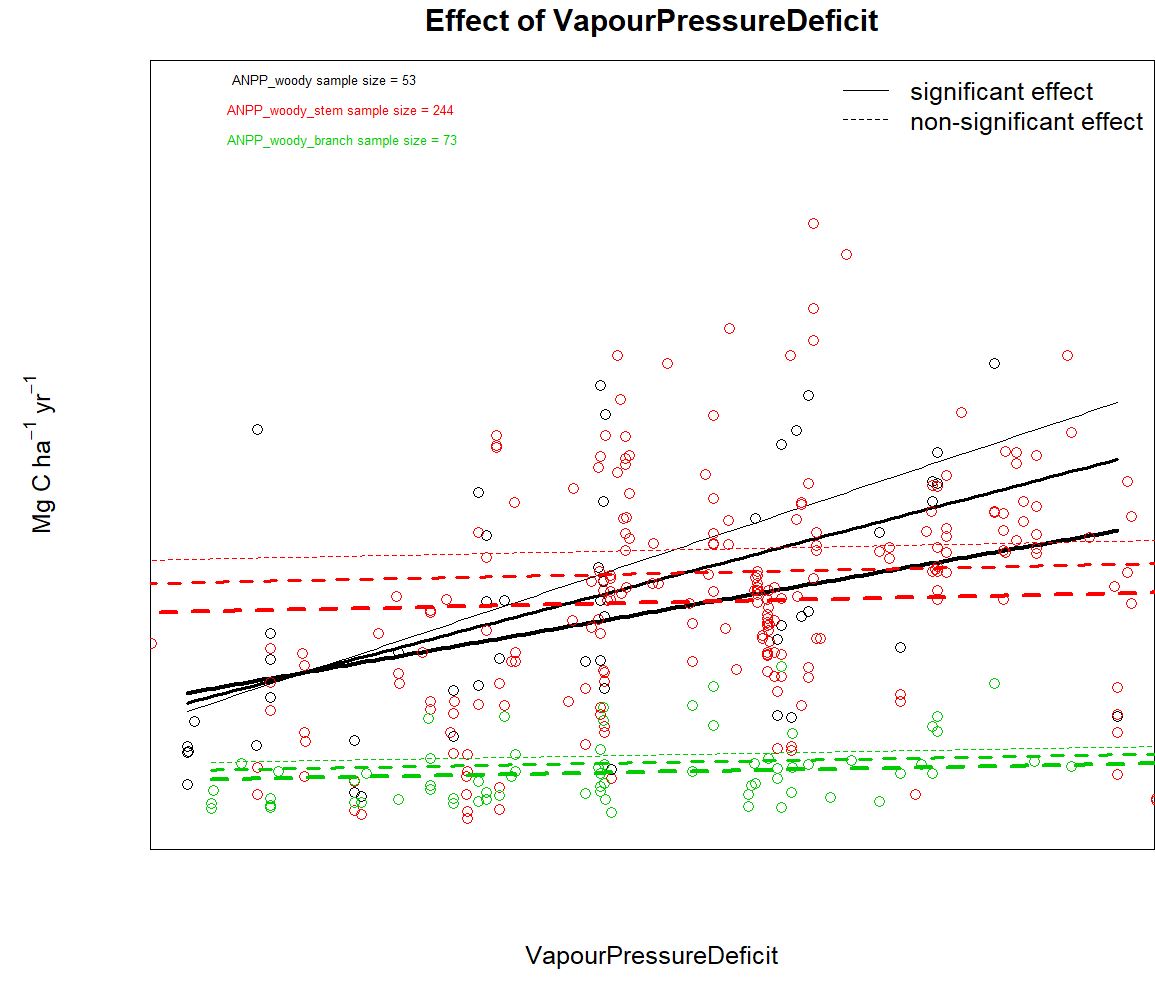 Effect of VapourPressureDeficit
ANPP_woody sample size = 53
ANPP_woody_stem sample size = 244
ANPP_woody_branch sample size = 73
significant effect
non-significant effect
Mg C ha⁻¹ yr⁻¹
VapourPressureDeficit